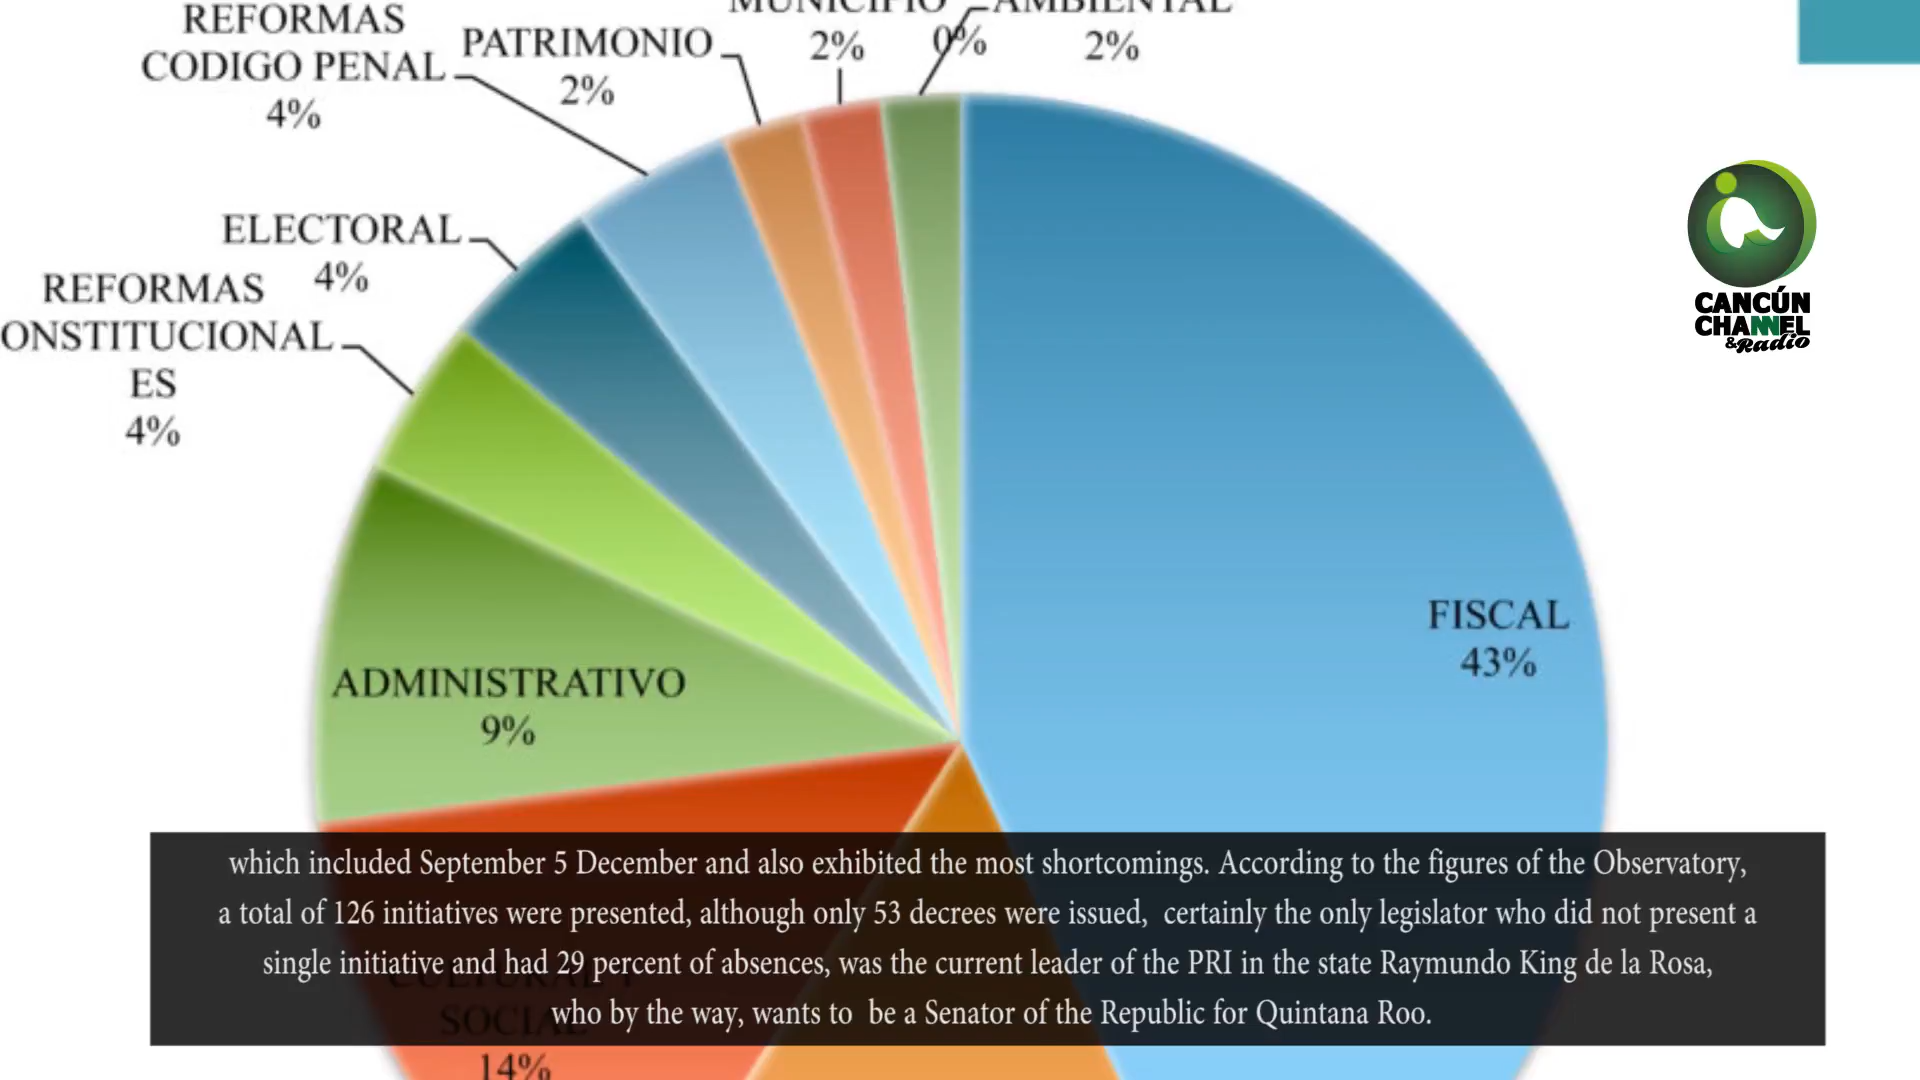 REFORMAS
CODIGO PENAL
4%
PATRIMONIO
2%
MUNICIPIO
2%
0%
AMBIENTAL
2%
ELECTORAL
4%
REFORMAS
ONSTITUCIONAL
ES
4%
CANCÚN
CHANNEL
&Radio
FISCAL
43%
ADMINISTRATIVO
9%
which included September 5 December and also exhibited the most shortcomings. According to the figures of the Observatory,
a total of 126 initiatives were presented, although only 53 decrees were issued, certainly the only legislator who did not present a
single initiative and had 29 percent of absences, was the current leader of the PRI in the state Raymundo King de la Rosa,
who by the way, wants to be a Senator of the Republic for Quintana Roo.
CULTURAL Y
SOCIAL
14%